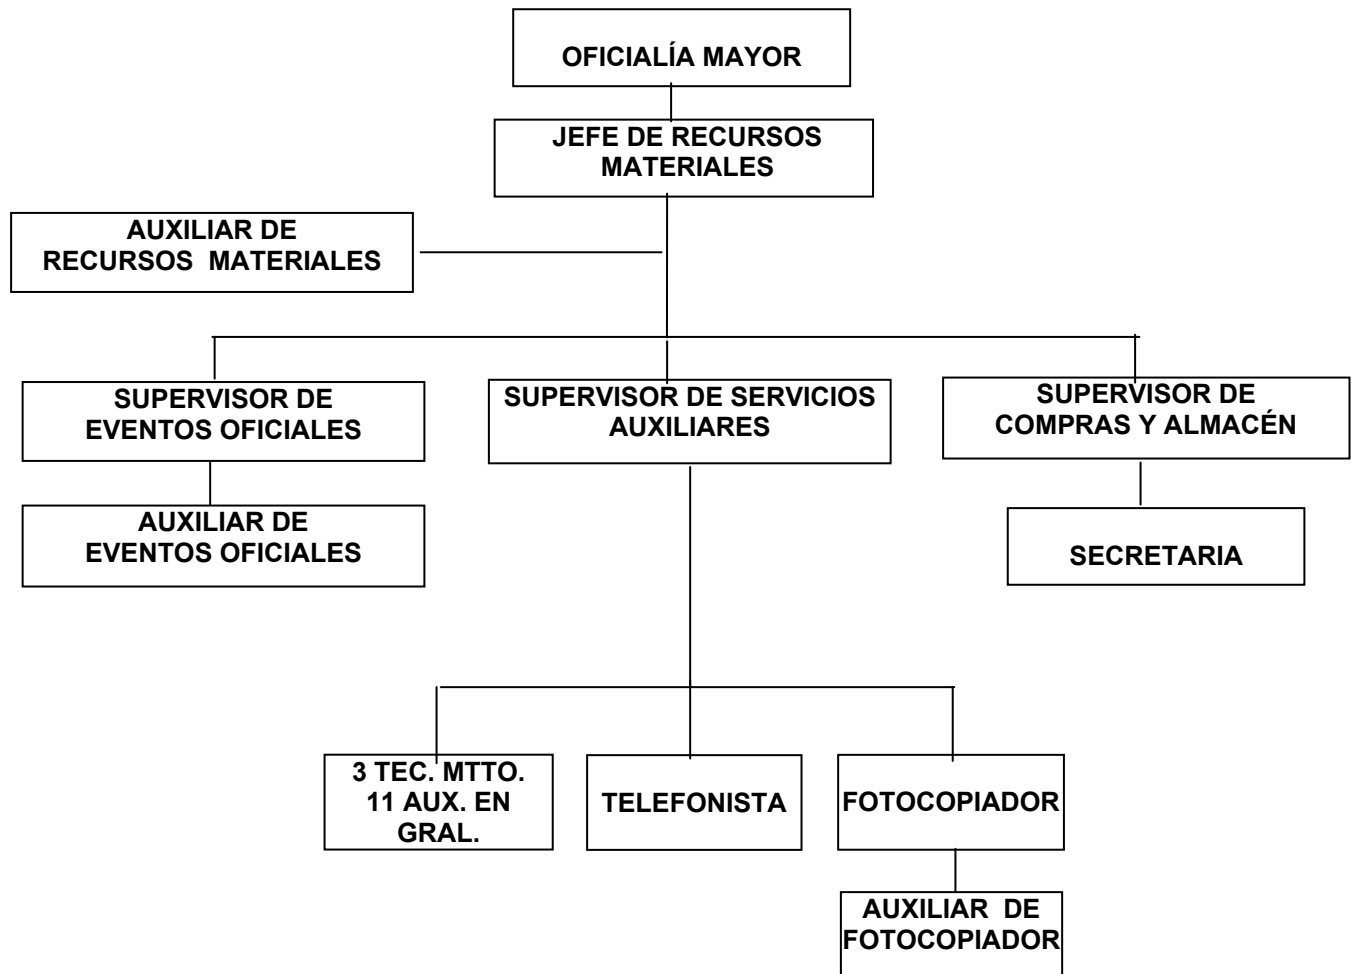 OFICIALÍA MAYOR
JEFE DE RECURSOS
MATERIALES
AUXILIAR DE
RECURSOS MATERIALES
SUPERVISOR DE
EVENTOS OFICIALES
SUPERVISOR DE SERVICIOS
AUXILIARES
SUPERVISOR DE
COMPRAS Y ALMACÉN
AUXILIAR DE
EVENTOS OFICIALES
SECRETARIA
3 TEC. MTTO.
11 AUX. EN
GRAL.
TELEFONISTA
FOTOCOPIADOR
AUXILIAR DE
FOTOCOPIADOR